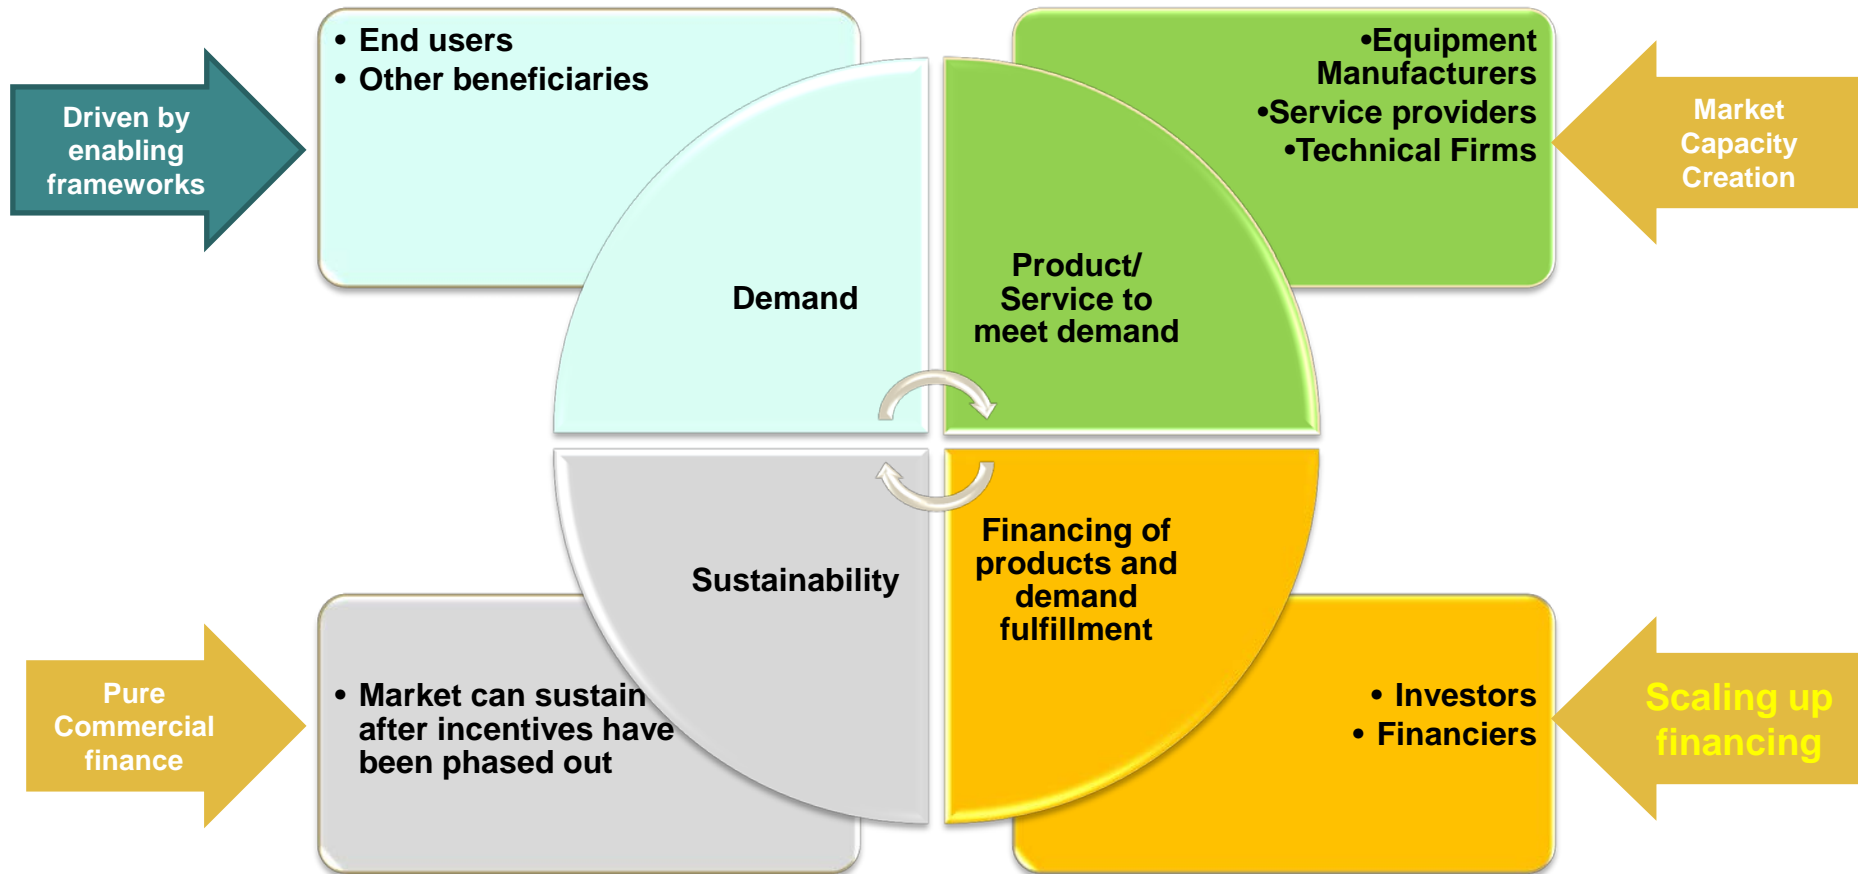 Driven by
enabling
frameworks
• End users
• Other beneficiaries
Demand
•Equipment
Manufacturers
•Service providers
•Technical Firms
Product/
Service to
meet demand
Market
Capacity
Creation
Pure
Commercial
finance
• Market can sustain
after incentives have
been phased out
Sustainability
Financing of
products and
demand
fulfillment
• Investors
• Financiers
Scaling up
financing